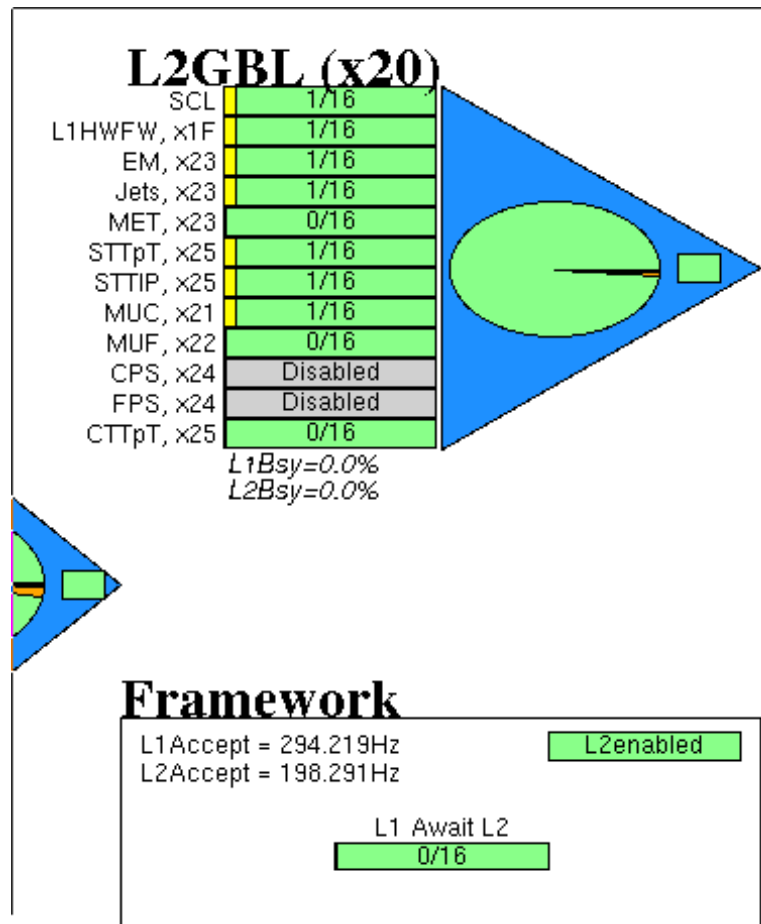 L2GBL (x20)
SCL 1/16
L1HWFW, x1F 1/16
EM, x23 1/16
Jets, x23 1/16
MET, x23 0/16
STTpT, x25 1/16
STTIP, x25 1/16
MUC, x21 1/16
MUF, x22 0/16
CPS, x24 Disabled
FPS, x24 Disabled
CTTpT, x25 0/16
L1Bsy=0.0%
L2Bsy=0.0%
Framework
L1Accept = 294.219Hz L2enabled
L2Accept = 198.291Hz
L1 Await L2
0/16